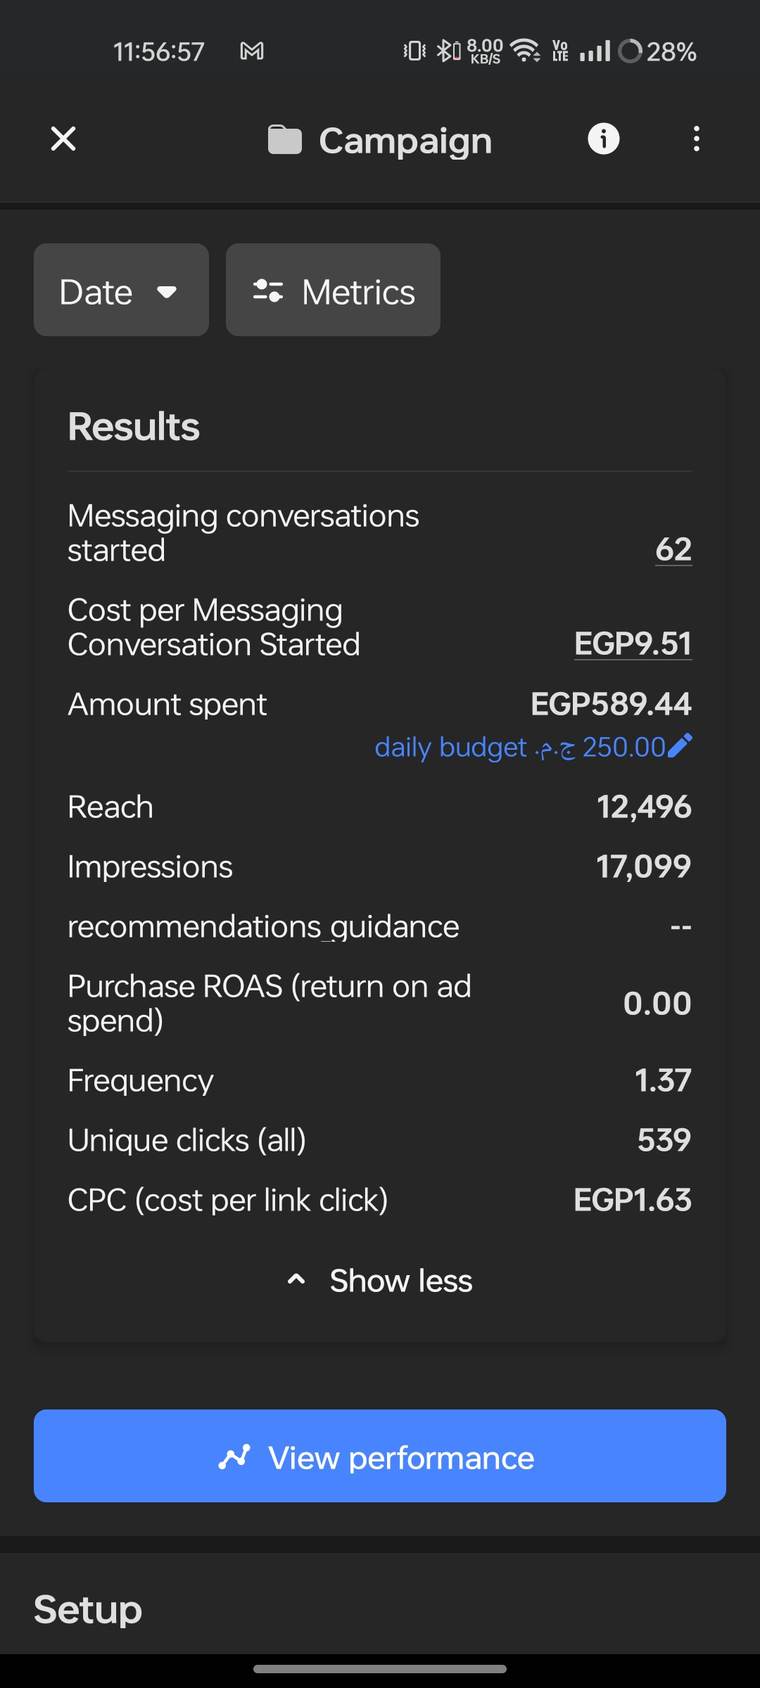 11:56:57 8.00 KB/S Vo LTE 28%
Campaign
Date Metrics
Results
Messaging conversations
started 62
Cost per Messaging
Conversation Started EGP9.51
Amount spent EGP589.44
daily budget ج.م.‏ 250.00
Reach 12,496
Impressions 17,099
recommendations_guidance --
Purchase ROAS (return on ad
spend) 0.00
Frequency 1.37
Unique clicks (all) 539
CPC (cost per link click) EGP1.63
Show less
View performance
Setup